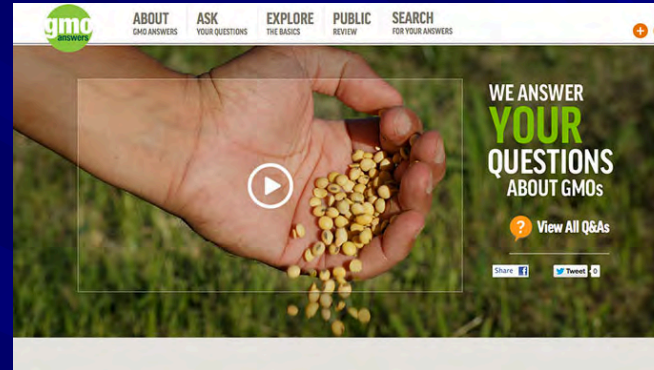 gmo
answers
ABOUT
GMO ANSWERS
ASK
YOUR QUESTIONS
EXPLORE
THE BASICS
PUBLIC
REVIEW
SEARCH
FOR YOUR ANSWERS
WE ANSWER
YOUR
QUESTIONS
ABOUT GMOs
? View All Q&As
Share f
Tweet 0